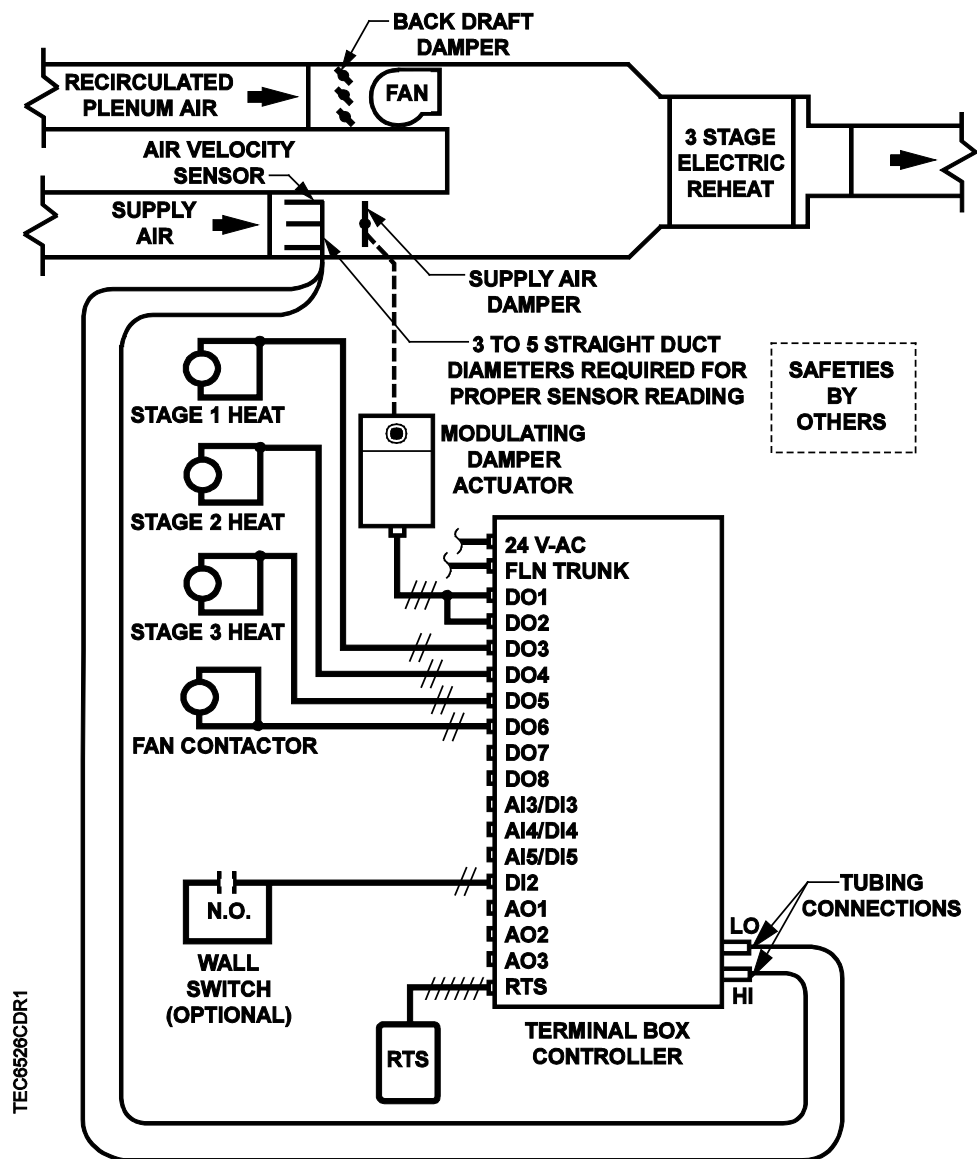 BACK DRAFT
DAMPER
RECIRCULATED
PLENUM AIR
FAN
AIR VELOCITY
SENSOR
3 STAGE
ELECTRIC
REHEAT
SUPPLY
AIR
SUPPLY AIR
DAMPER
3 TO 5 STRAIGHT DUCT
DIAMETERS REQUIRED FOR
PROPER SENSOR READING
SAFETIES
BY
OTHERS
STAGE 1 HEAT
MODULATING
DAMPER
ACTUATOR
STAGE 2 HEAT
STAGE 3 HEAT
FAN CONTACTOR
24 V-AC
FLN TRUNK
DO1
DO2
DO3
DO4
DO5
DO6
DO7
DO8
AI3/DI3
AI4/DI4
AI5/DI5
DI2
AO1
AO2
AO3
RTS
N.O.
WALL
SWITCH
(OPTIONAL)
TUBING
CONNECTIONS
LO
HI
TERMINAL BOX
CONTROLLER
RTS
TEC6526CDR1